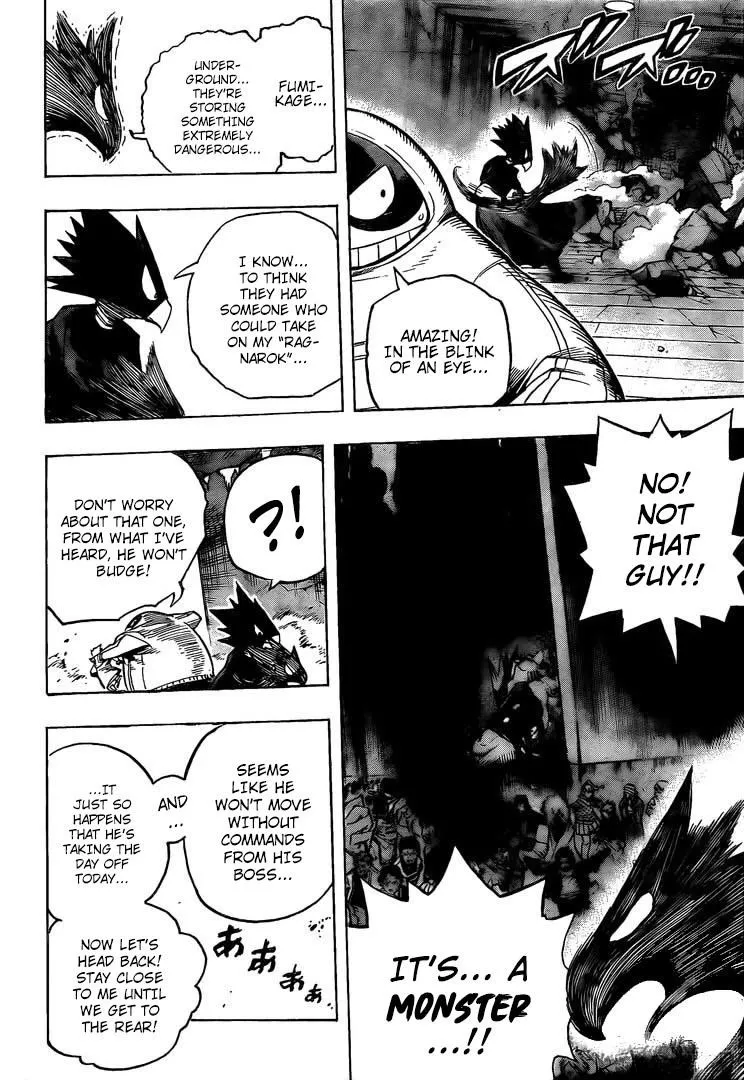 ズズズ...
AMAZING!
IN THE BLINK
OF AN EYE...
FUMI-
KAGE...
UNDER-
GROUND...
THEY'RE
STORING
SOMETHING
EXTREMELY
DANGEROUS...
I KNOW...
TO THINK
THEY HAD
SOMEONE WHO
COULD TAKE
ON MY "RAG-
NAROK"...
NO!
NOT
THAT
GUY!!
IT'S... A
MONSTER
...!!
?!
DON'T WORRY
ABOUT THAT ONE,
FROM WHAT I'VE
HEARD, HE WON'T
BUDGE!
SEEMS
LIKE HE
WON'T MOVE
WITHOUT
COMMANDS
FROM HIS
BOSS...
AND
...
...IT
JUST SO
HAPPENS
THAT HE'S
TAKING THE
DAY OFF
TODAY...
NOW LET'S
HEAD BACK!
STAY CLOSE
TO ME UNTIL
WE GET TO
THE REAR!
ああああ